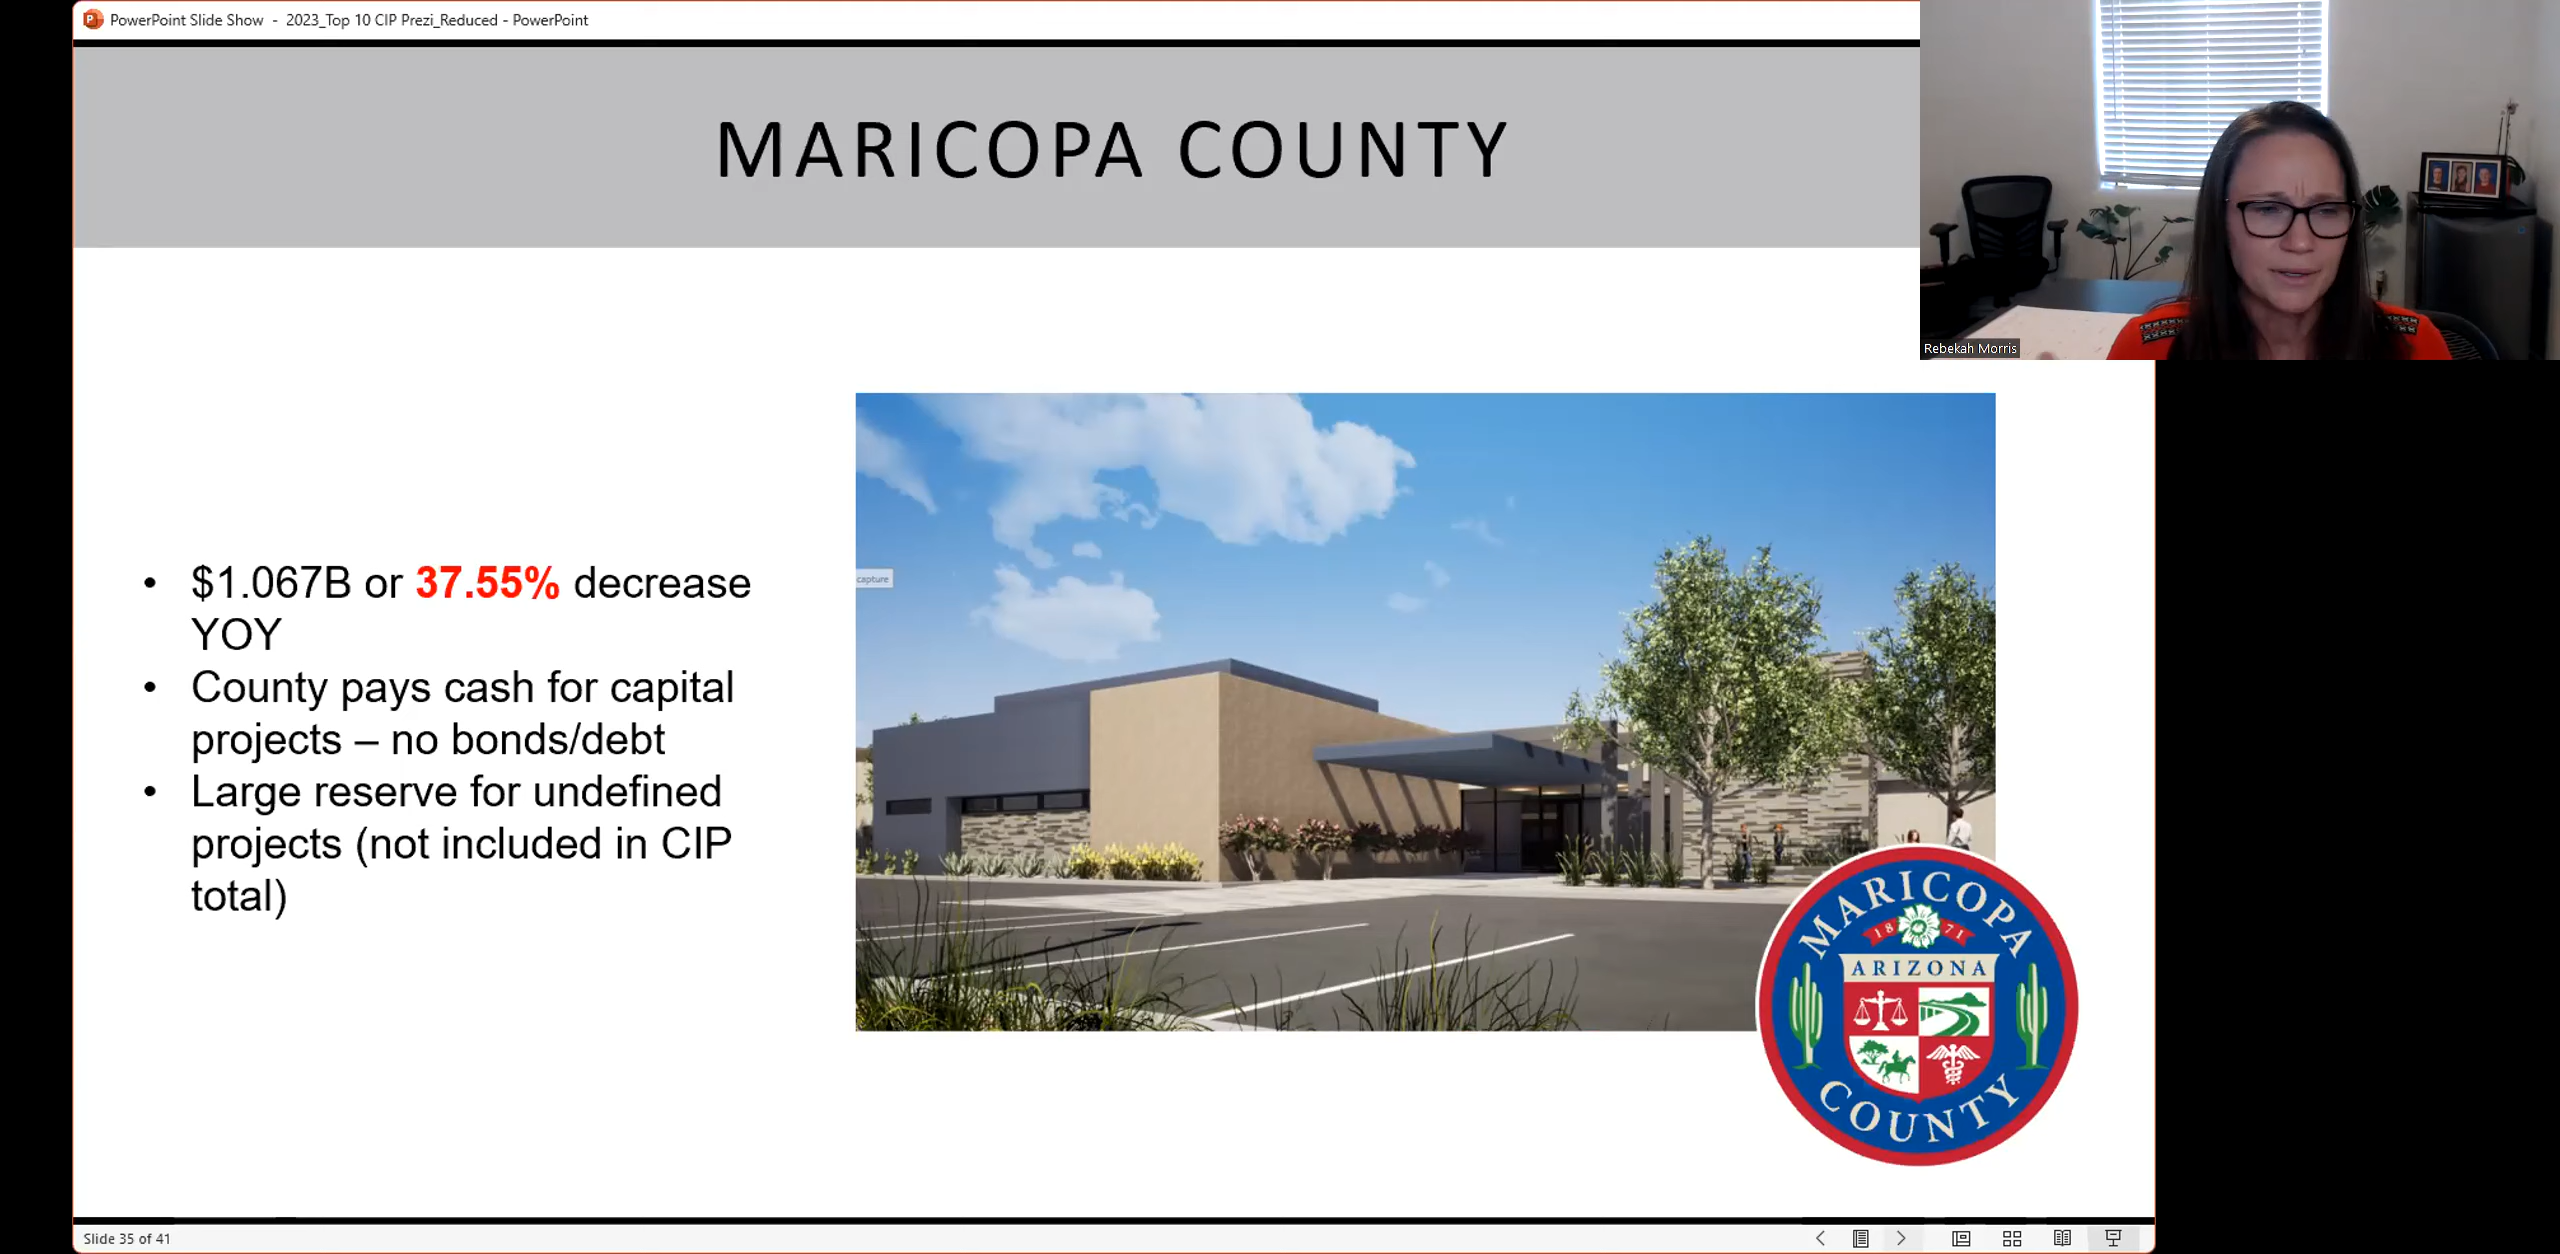 PowerPoint Slide Show - 2023_Top 10 CIP Prezi_Reduced - PowerPoint
MARICOPA COUNTY
Rebekah Morris
capture
• $1.067B or 37.55% decrease
YOY
• County pays cash for capital
projects – no bonds/debt
• Large reserve for undefined
projects (not included in CIP
total)
MARICOPA
18 71
ARIZONA
COUNTY
Slide 35 of 41